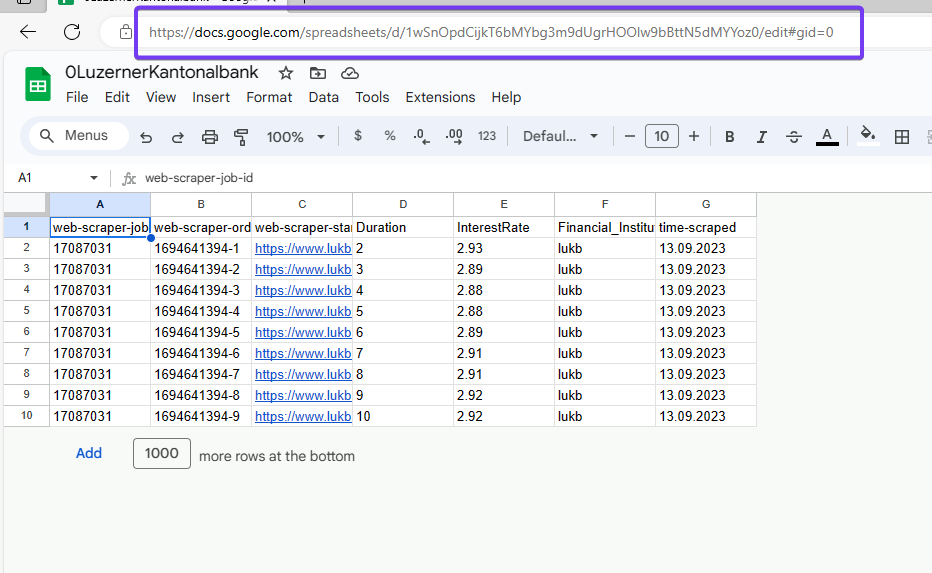 https://docs.google.com/spreadsheets/d/1wSnOpdCijkT6bMYbg3m9dUgrHOOlw9bBttN5dMYYoz0/edit#gid=0
0LuzernerKantonalbank
File Edit View Insert Format Data Tools Extensions Help
Menus 100% $ % .0 .00 123 Defaul... − 10 + B I A
A1 fx web-scraper-job-id
A B C D E F G
1 web-scraper-job web-scraper-ord web-scraper-star Duration InterestRate Financial_Institu time-scraped
2 17087031 1694641394-1 https://www.lukb 2 2.93 lukb 13.09.2023
3 17087031 1694641394-2 https://www.lukb 3 2.89 lukb 13.09.2023
4 17087031 1694641394-3 https://www.lukb 4 2.88 lukb 13.09.2023
5 17087031 1694641394-4 https://www.lukb 5 2.88 lukb 13.09.2023
6 17087031 1694641394-5 https://www.lukb 6 2.89 lukb 13.09.2023
7 17087031 1694641394-6 https://www.lukb 7 2.91 lukb 13.09.2023
8 17087031 1694641394-7 https://www.lukb 8 2.91 lukb 13.09.2023
9 17087031 1694641394-8 https://www.lukb 9 2.92 lukb 13.09.2023
10 17087031 1694641394-9 https://www.lukb 10 2.92 lukb 13.09.2023
Add 1000 more rows at the bottom